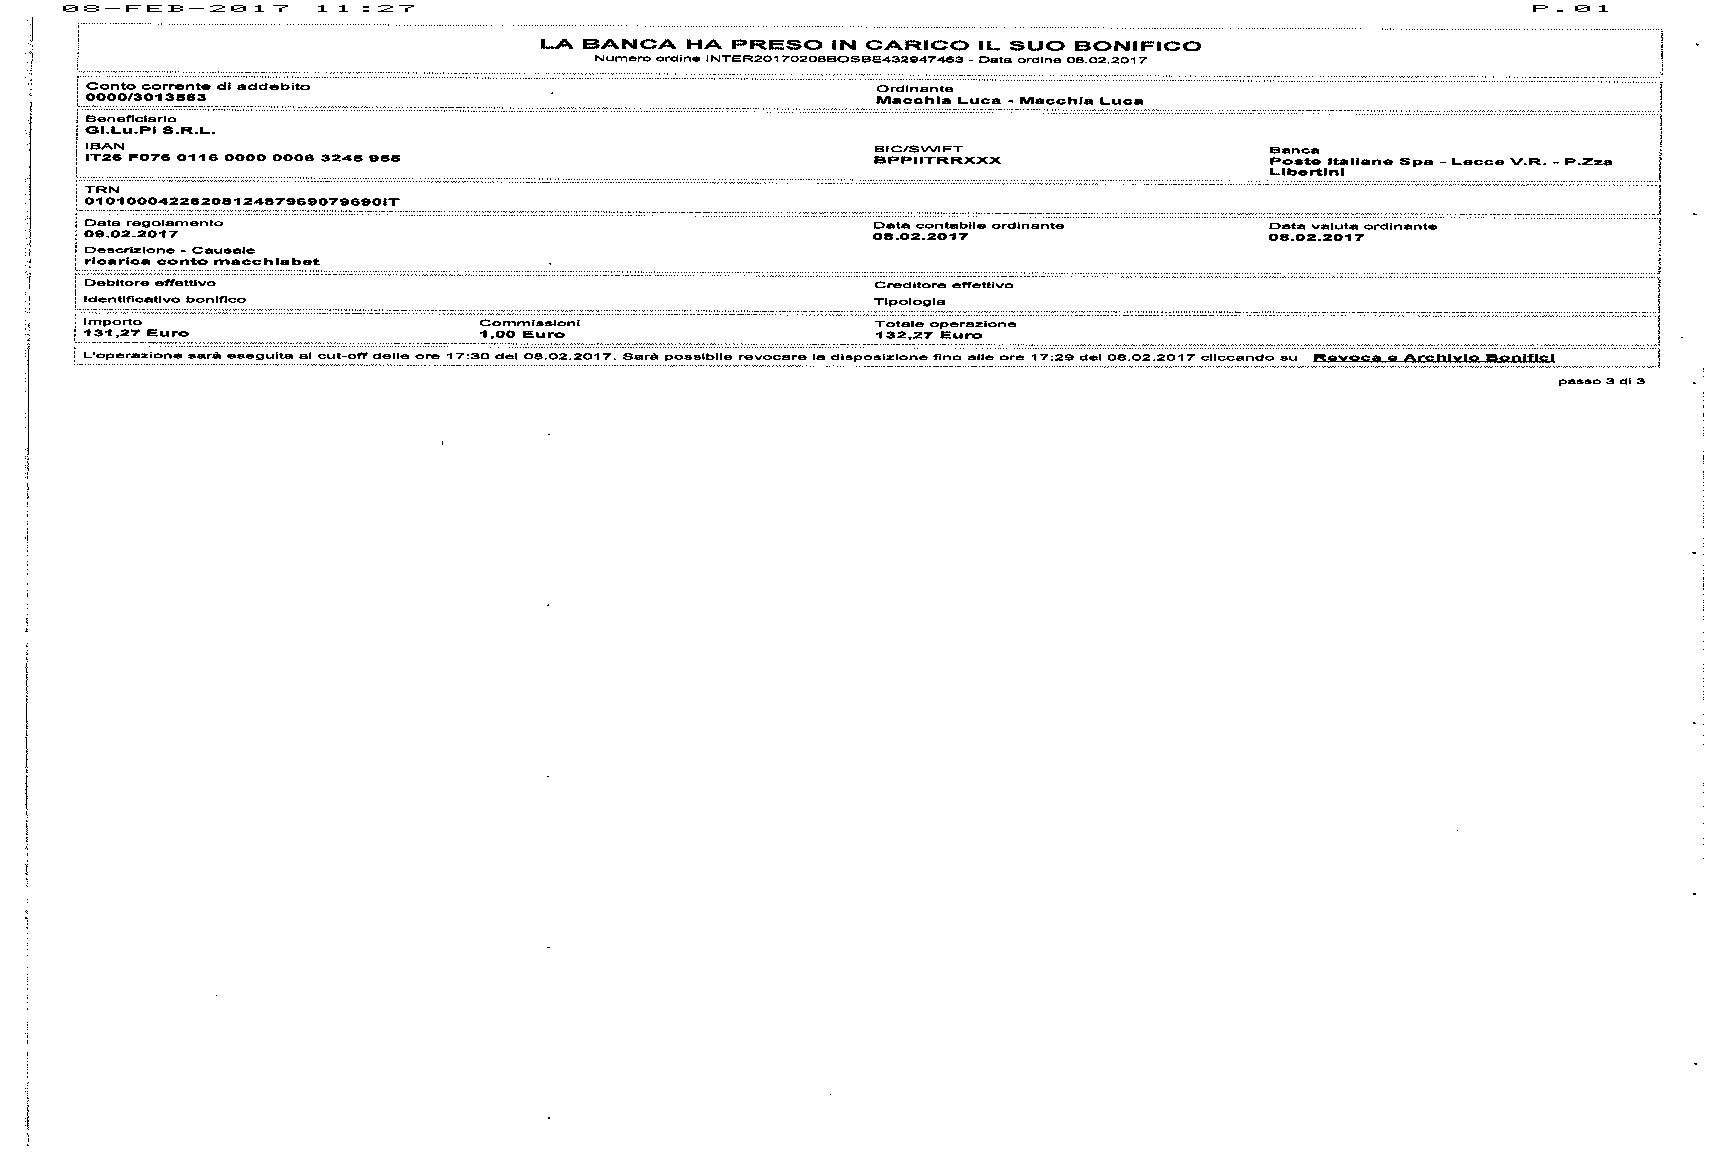 08-FEB-2017 11:27 P.01
LA BANCA HA PRESO IN CARICO IL SUO BONIFICO
Numero ordine INTER20170208BOSBE432947463 - Data ordine 08.02.2017
Conto corrente di addebito Ordinante
0000/3013563 Macchia Luca - Macchia Luca
Beneficiario
GI.Lu.Pi S.R.L.
IBAN BIC/SWIFT Banca
IT26 F076 0116 0000 0006 3245 955 BPPIITRRXXX Poste Italiane Spa - Lecce V.R. - P.Zza
Libertini
TRN
0101000422620812487969079690IT
Data regolamento Data contabile ordinante Data valuta ordinante
09.02.2017 08.02.2017 08.02.2017
Descrizione - Causale
ricarica conto macchiabet
Debitore effettivo Creditore effettivo
Identificativo bonifico Tipologia
Importo Commissioni Totale operazione
131,27 Euro 1,00 Euro 132,27 Euro
L'operazione sarà eseguita al cut-off delle ore 17:30 del 08.02.2017. Sarà possibile revocare la disposizione fino alle ore 17:29 del 08.02.2017 cliccando su Revoca e Archivio Bonifici
passo 3 di 3